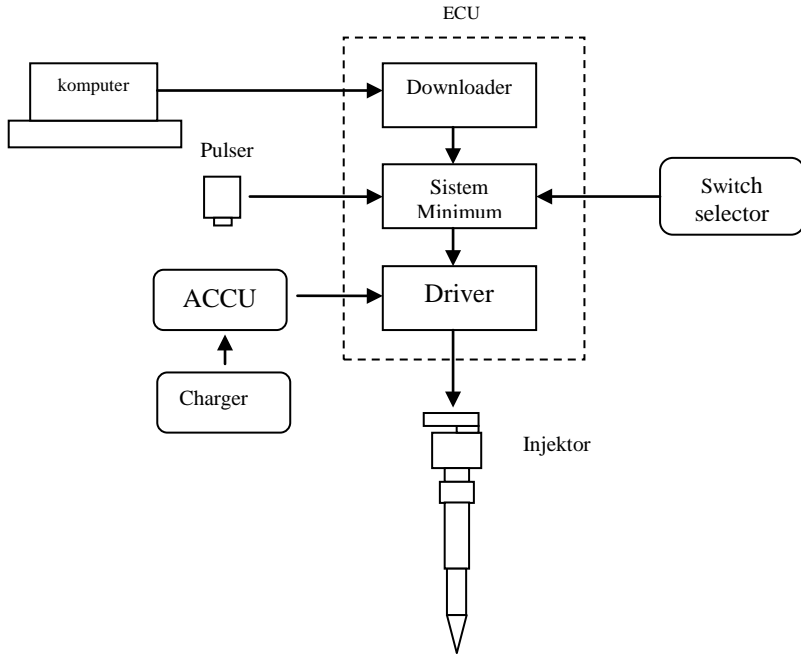 ECU
komputer
Downloader
Pulser
Sistem
Minimum
Switch
selector
ACCU
Driver
Charger
Injektor